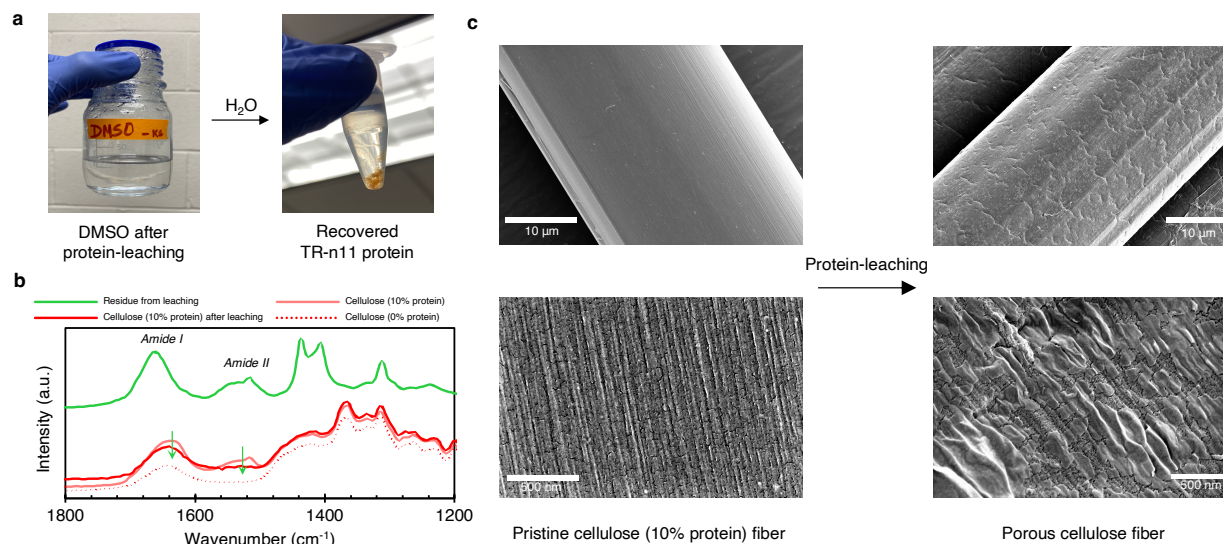 a
DMSO -KG
50
H₂O
DMSO after
protein-leaching
Recovered
TR-n11 protein
b
Residue from leaching
Cellulose (10% protein)
Cellulose (10% protein) after leaching
Cellulose (0% protein)
Amide I
Amide II
Intensity (a.u.)
1800
1600
1400
1200
Wavenumber (cm⁻¹)
c
10 µm
10 µm
Protein-leaching
500 nm
500 nm
Pristine cellulose (10% protein) fiber
Porous cellulose fiber